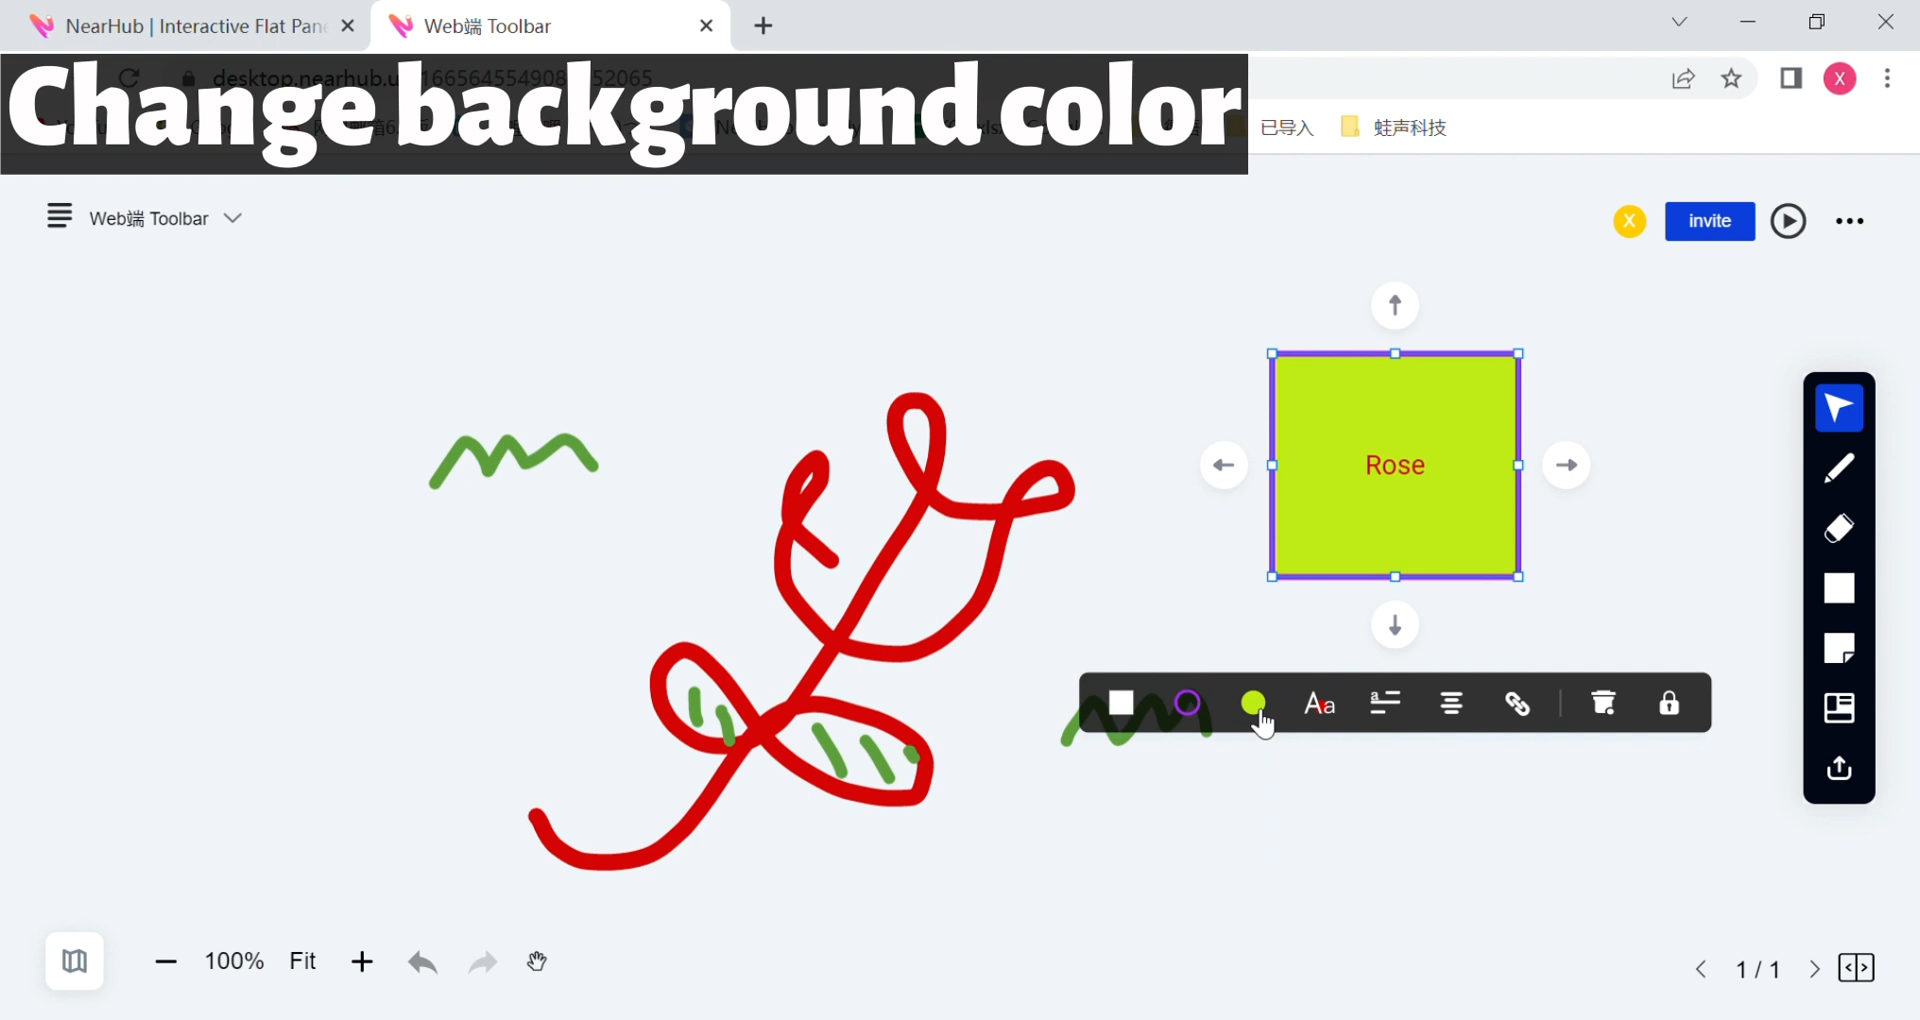 NearHub | Interactive Flat Pan
Web端 Toolbar
Change background color
已导入
蛙声科技
X
Web端 Toolbar
X
invite
Rose
Aa
100%
Fit
1 / 1